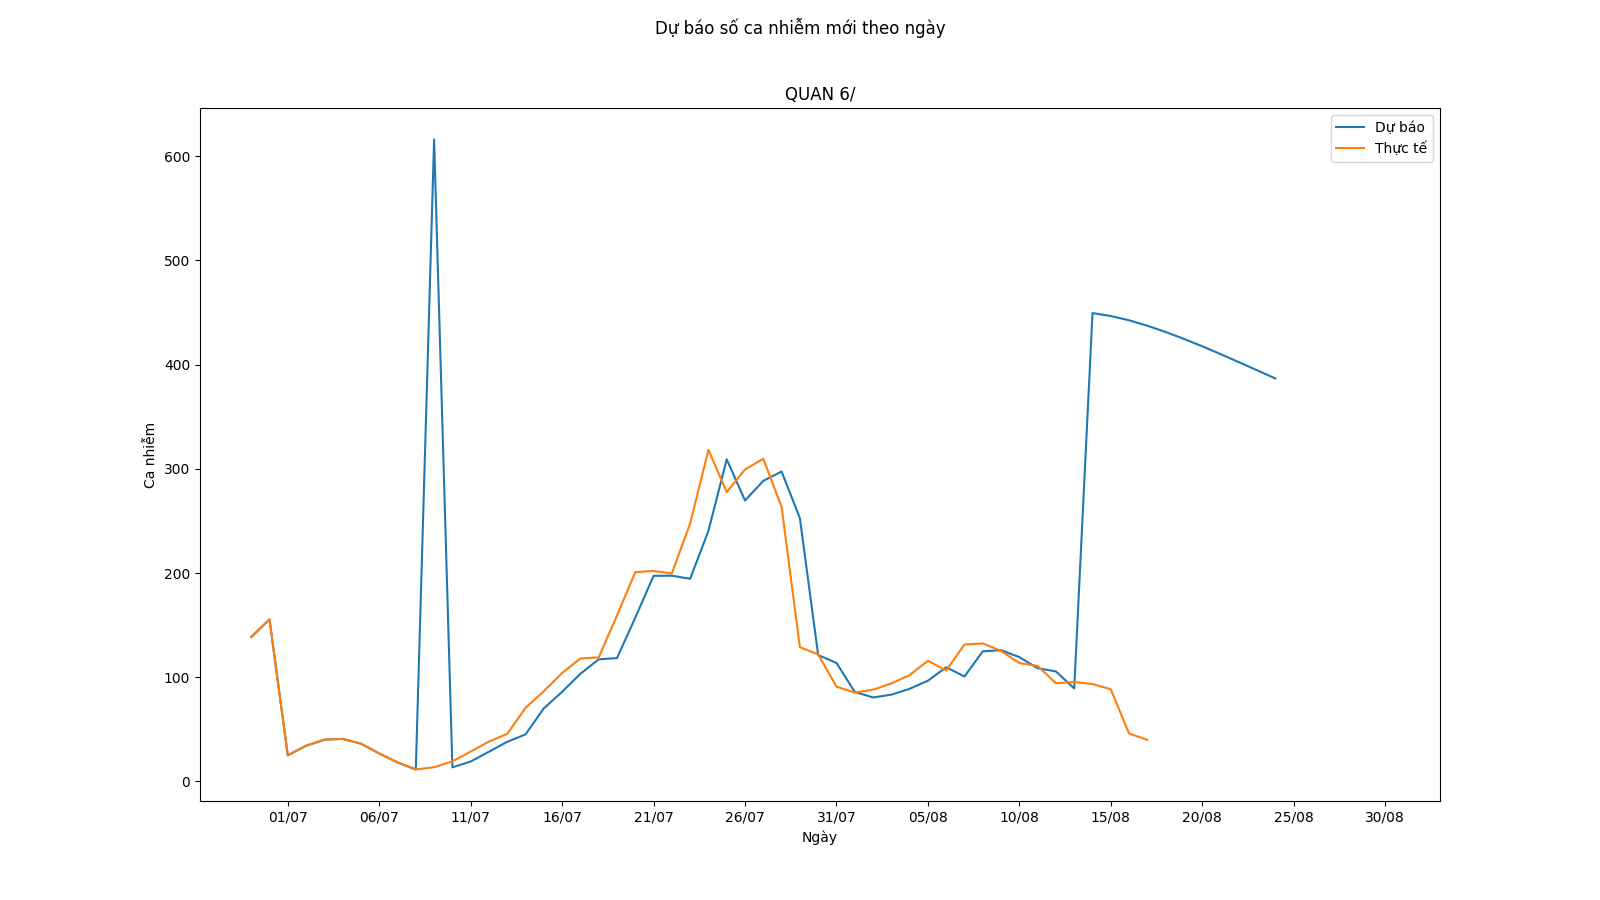 Dự báo số ca nhiễm mới theo ngày
QUAN 6/
Dự báo
Thực tế
600
500
400
300
200
100
0
Ca nhiễm
01/07 06/07 11/07 16/07 21/07 26/07 31/07 05/08 10/08 15/08 20/08 25/08 30/08
Ngày